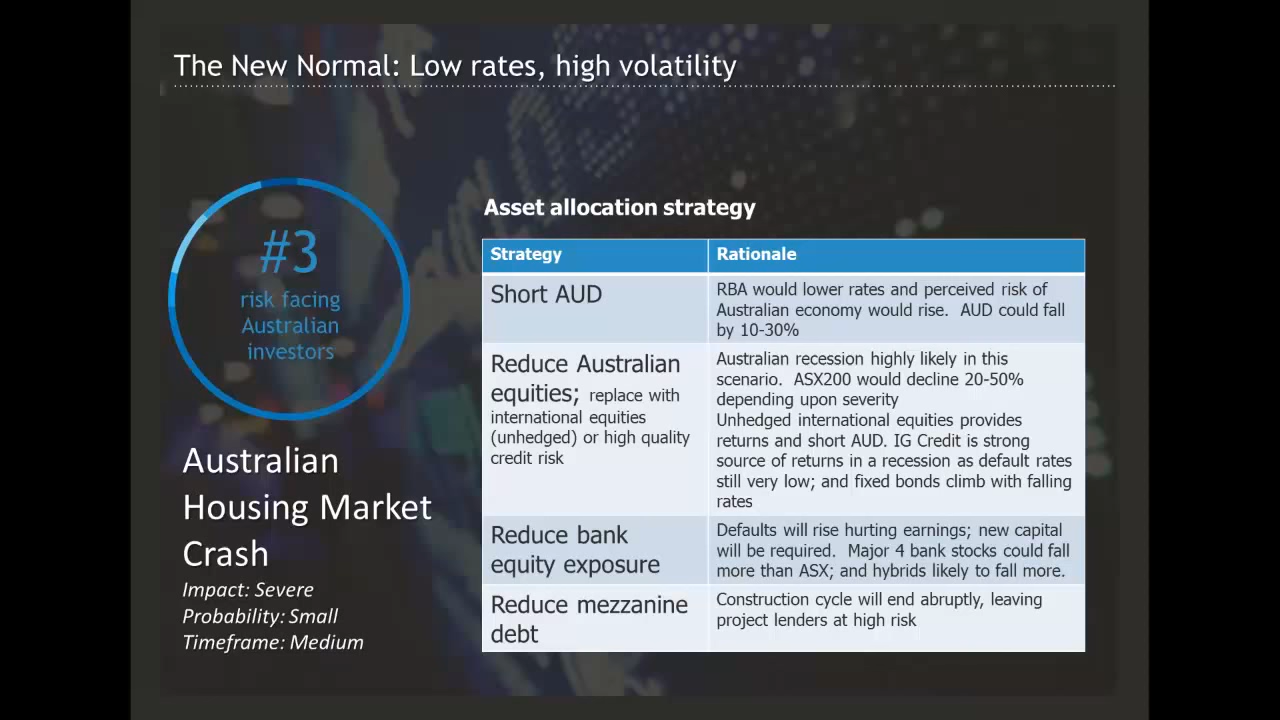 The New Normal: Low rates, high volatility
#3
risk facing
Australian
investors
Australian
Housing Market
Crash
Impact: Severe
Probability: Small
Timeframe: Medium
Asset allocation strategy
Strategy
Rationale
Short AUD
RBA would lower rates and perceived risk of
Australian economy would rise.  AUD could fall
by 10-30%
Reduce Australian
equities; replace with
international equities
(unhedged) or high quality
credit risk
Australian recession highly likely in this
scenario.  ASX200 would decline 20-50%
depending upon severity
Unhedged international equities provides
returns and short AUD. IG Credit is strong
source of returns in a recession as default rates
still very low; and fixed bonds climb with falling
rates
Reduce bank
equity exposure
Defaults will rise hurting earnings; new capital
will be required.  Major 4 bank stocks could fall
more than ASX; and hybrids likely to fall more.
Reduce mezzanine
debt
Construction cycle will end abruptly, leaving
project lenders at high risk